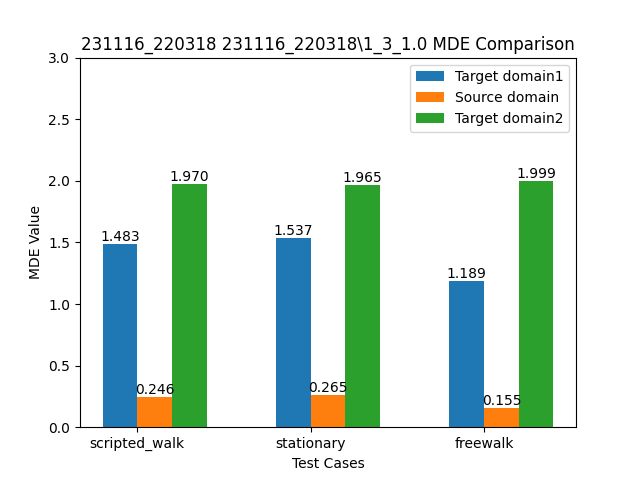 231116_220318 231116_220318\1_3_1.0 MDE Comparison
Target domain1
Source domain
Target domain2
MDE Value
3.0
2.5
2.0
1.5
1.0
0.5
0.0
1.483
0.246
1.970
1.537
0.265
1.965
1.189
0.155
1.999
scripted_walk
stationary
freewalk
Test Cases